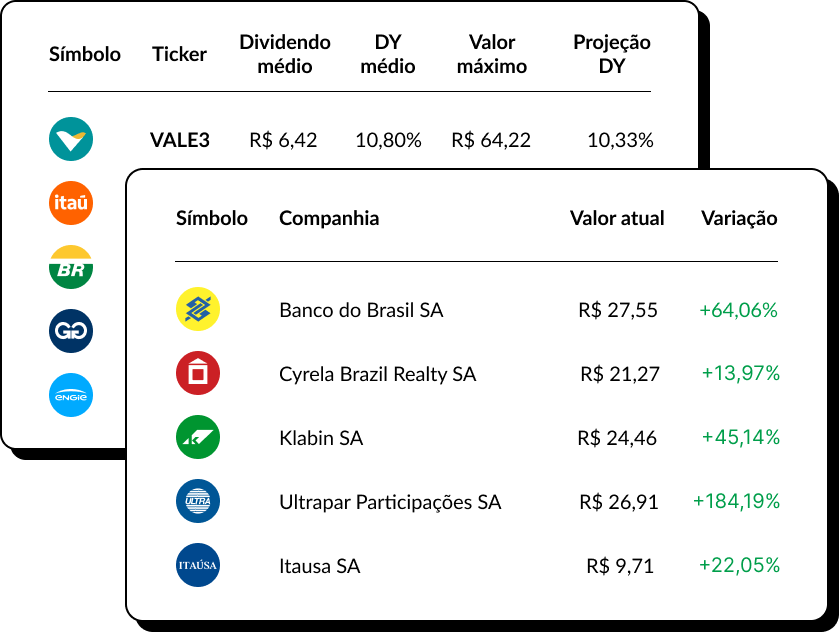 Símbolo Ticker Dividendo médio DY médio Valor máximo Projeção DY
VALE3 R$ 6,42 10,80% R$ 64,22 10,33%
itaú
BR
GG
ENGIE
Símbolo Companhia Valor atual Variação
Banco do Brasil SA R$ 27,55 +64,06%
Cyrela Brazil Realty SA R$ 21,27 +13,97%
Klabin SA R$ 24,46 +45,14%
ULTRA Ultrapar Participações SA R$ 26,91 +184,19%
ITAÚSA Itausa SA R$ 9,71 +22,05%